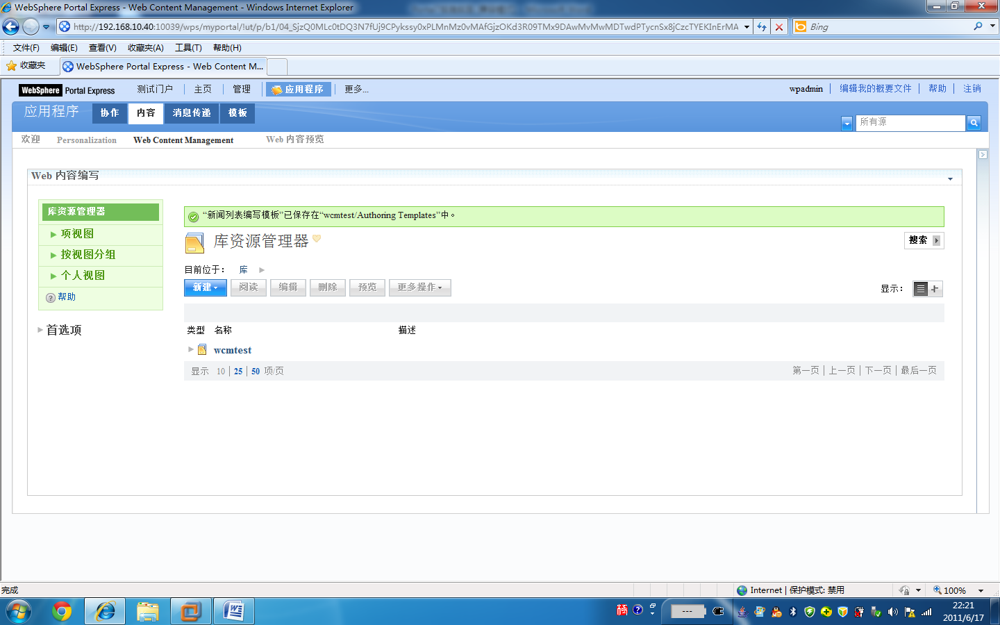 WebSphere Portal Express - Web Content Management - Windows Internet Explorer
http://192.168.10.40:10039/wps/myportal/!ut/p/b1/04_SjzQ0MLc0tDQ3N7fUj9CPykssy0xPLMnMz0vMAfGjzOKd3R09TMx9DAwMvMwMDTwdPTycnSx8jCzcTYEKInErMA
Bing
文件(F) 编辑(E) 查看(V) 收藏夹(A) 工具(T) 帮助(H)
收藏夹 WebSphere Portal Express - Web Content M...
WebSphere Portal Express 测试门户 主页 管理 应用程序 更多... wpadmin 编辑我的概要文件 帮助 注销
应用程序 协作 内容 消息传递 模板
所有源
欢迎 Personalization Web Content Management Web 内容预览
Web 内容编写
库资源管理器
项视图
按视图分组
个人视图
? 帮助
首选项
“新闻列表编写模板”已保存在“wcmtest/Authoring Templates”中。
库资源管理器
搜索
目前位于： 库
新建 阅读 编辑 删除 预览 更多操作
显示：
类型 名称 描述
wcmtest
显示 10 | 25 | 50 项/页 第一页 | 上一页 | 下一页 | 最后一页
完成 Internet | 保护模式: 禁用 100%
--- 22:21
2011/6/17